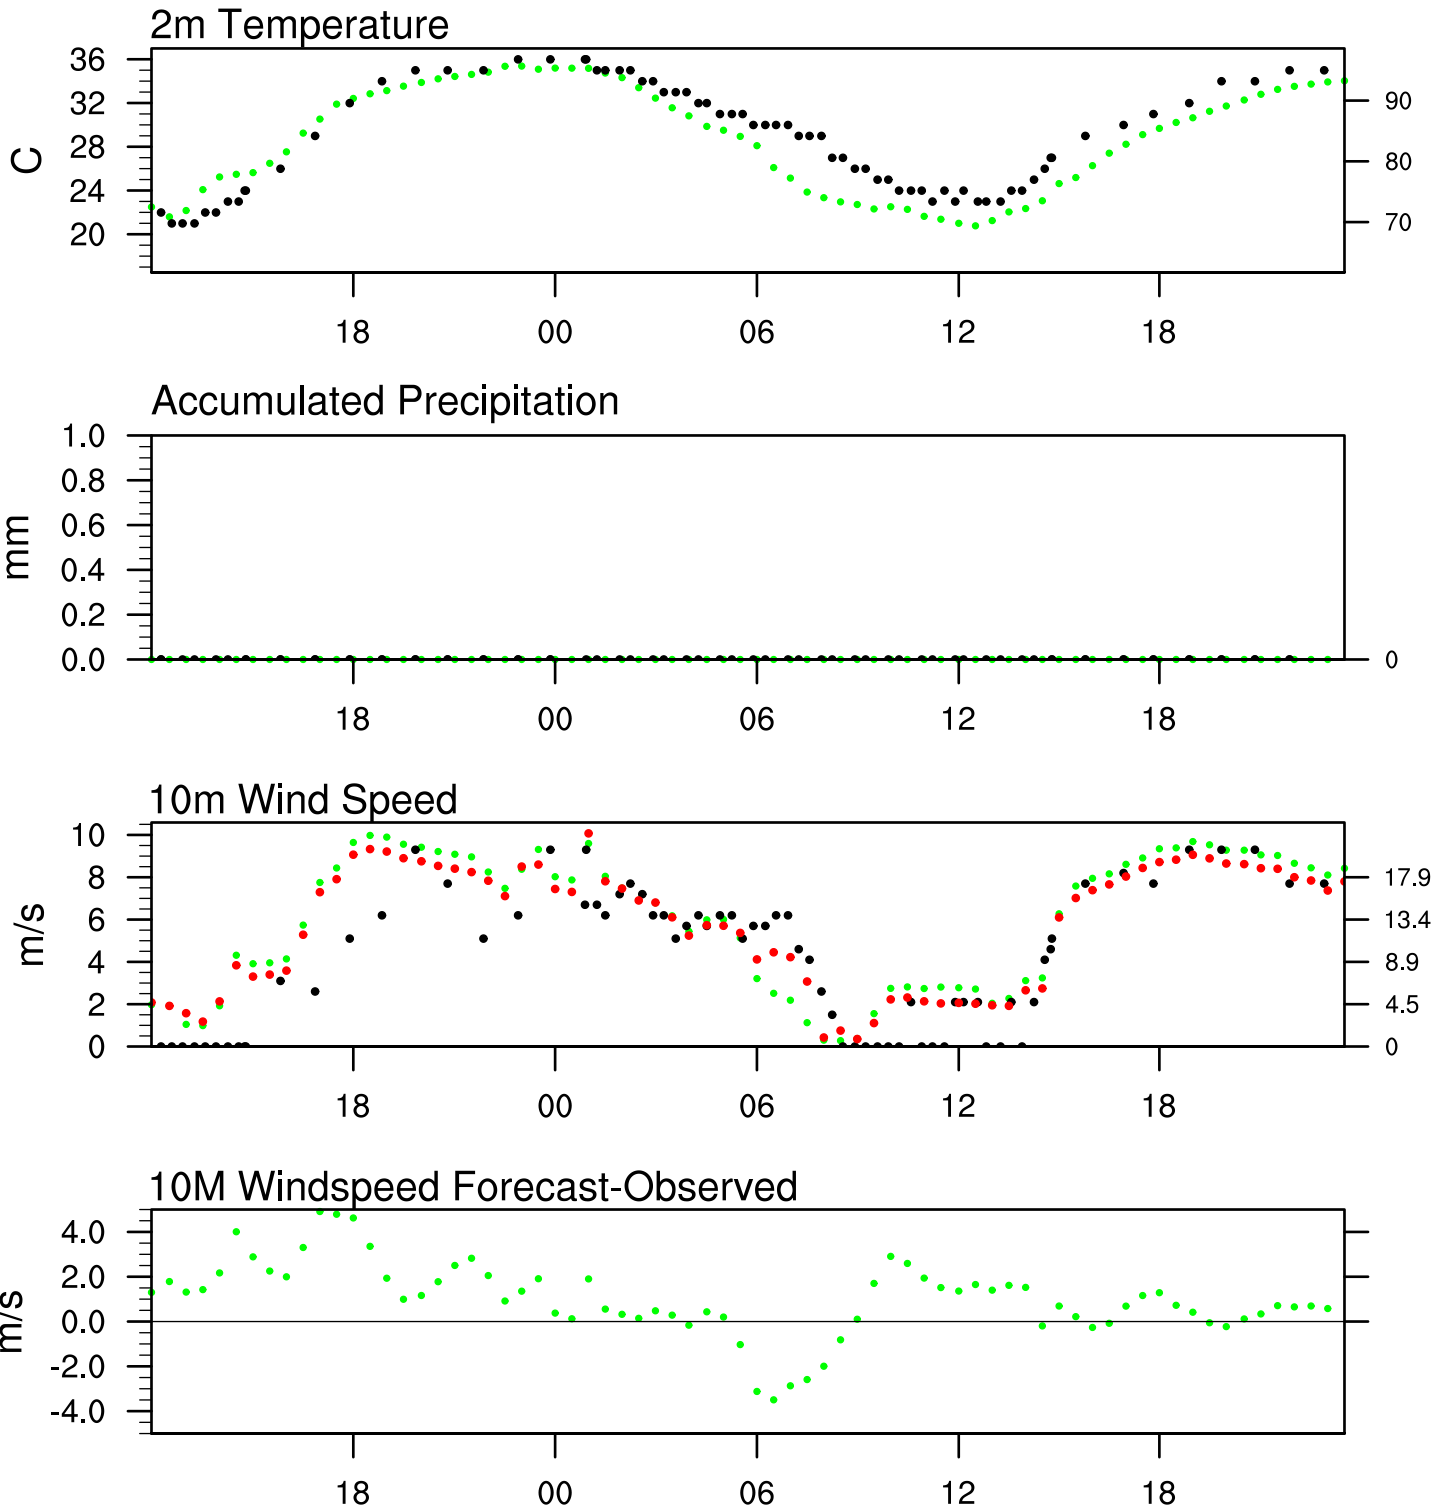 2m Temperature
36
32
28
24
20
C
90
80
70
18 00 06 12 18
Accumulated Precipitation
1.0
0.8
0.6
0.4
0.2
0.0
mm
0
18 00 06 12 18
10m Wind Speed
10
8
6
4
2
0
m/s
17.9
13.4
8.9
4.5
0
18 00 06 12 18
10M Windspeed Forecast-Observed
4.0
2.0
0.0
-2.0
-4.0
m/s
18 00 06 12 18